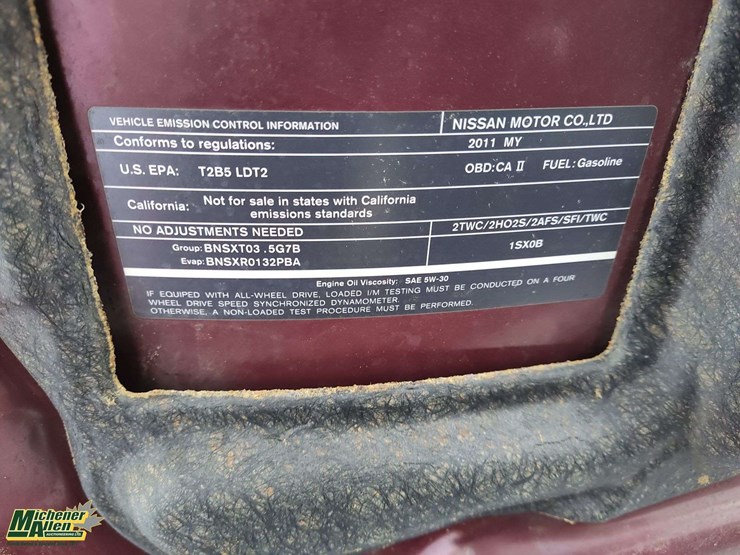 VEHICLE EMISSION CONTROL INFORMATION NISSAN MOTOR CO.,LTD
Conforms to regulations: 2011 MY
U.S. EPA: T2B5 LDT2 OBD:CA II FUEL:Gasoline
California: Not for sale in states with California
emissions standards
NO ADJUSTMENTS NEEDED 2TWC/2HO2S/2AFS/SFI/TWC
Group:BNSXT03.5G7B 1SX0B
Evap:BNSXR0132PBA
Engine Oil Viscosity: SAE 5W-30
IF EQUIPED WITH ALL-WHEEL DRIVE, LOADED I/M TESTING MUST BE CONDUCTED ON A FOUR
WHEEL DRIVE SPEED SYNCHRONIZED DYNAMOMETER.
OTHERWISE, A NON-LOADED TEST PROCEDURE MUST BE PERFORMED.
Michener
Allen
AUCTIONEERING LTD.